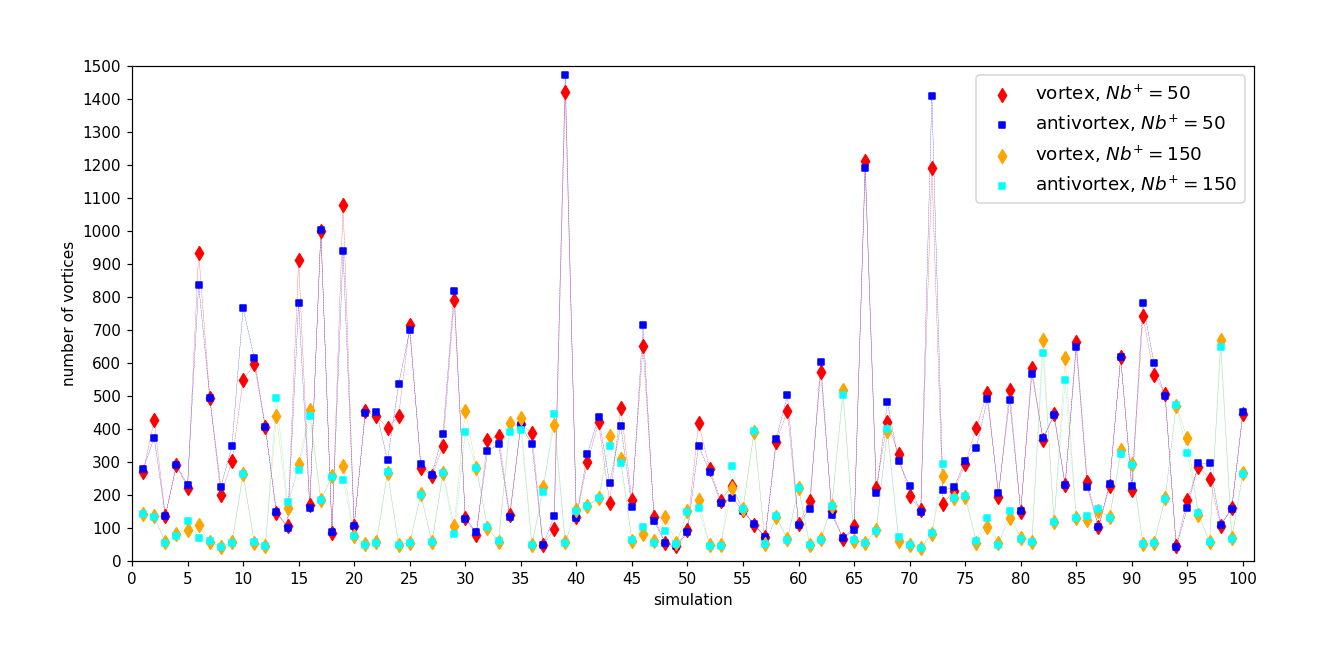 1500
1400
1300
1200
1100
1000
900
800
700
600
500
400
300
200
100
0
number of vortices
vortex, Nb⁺ = 50
antivortex, Nb⁺ = 50
vortex, Nb⁺ = 150
antivortex, Nb⁺ = 150
0 5 10 15 20 25 30 35 40 45 50 55 60 65 70 75 80 85 90 95 100
simulation